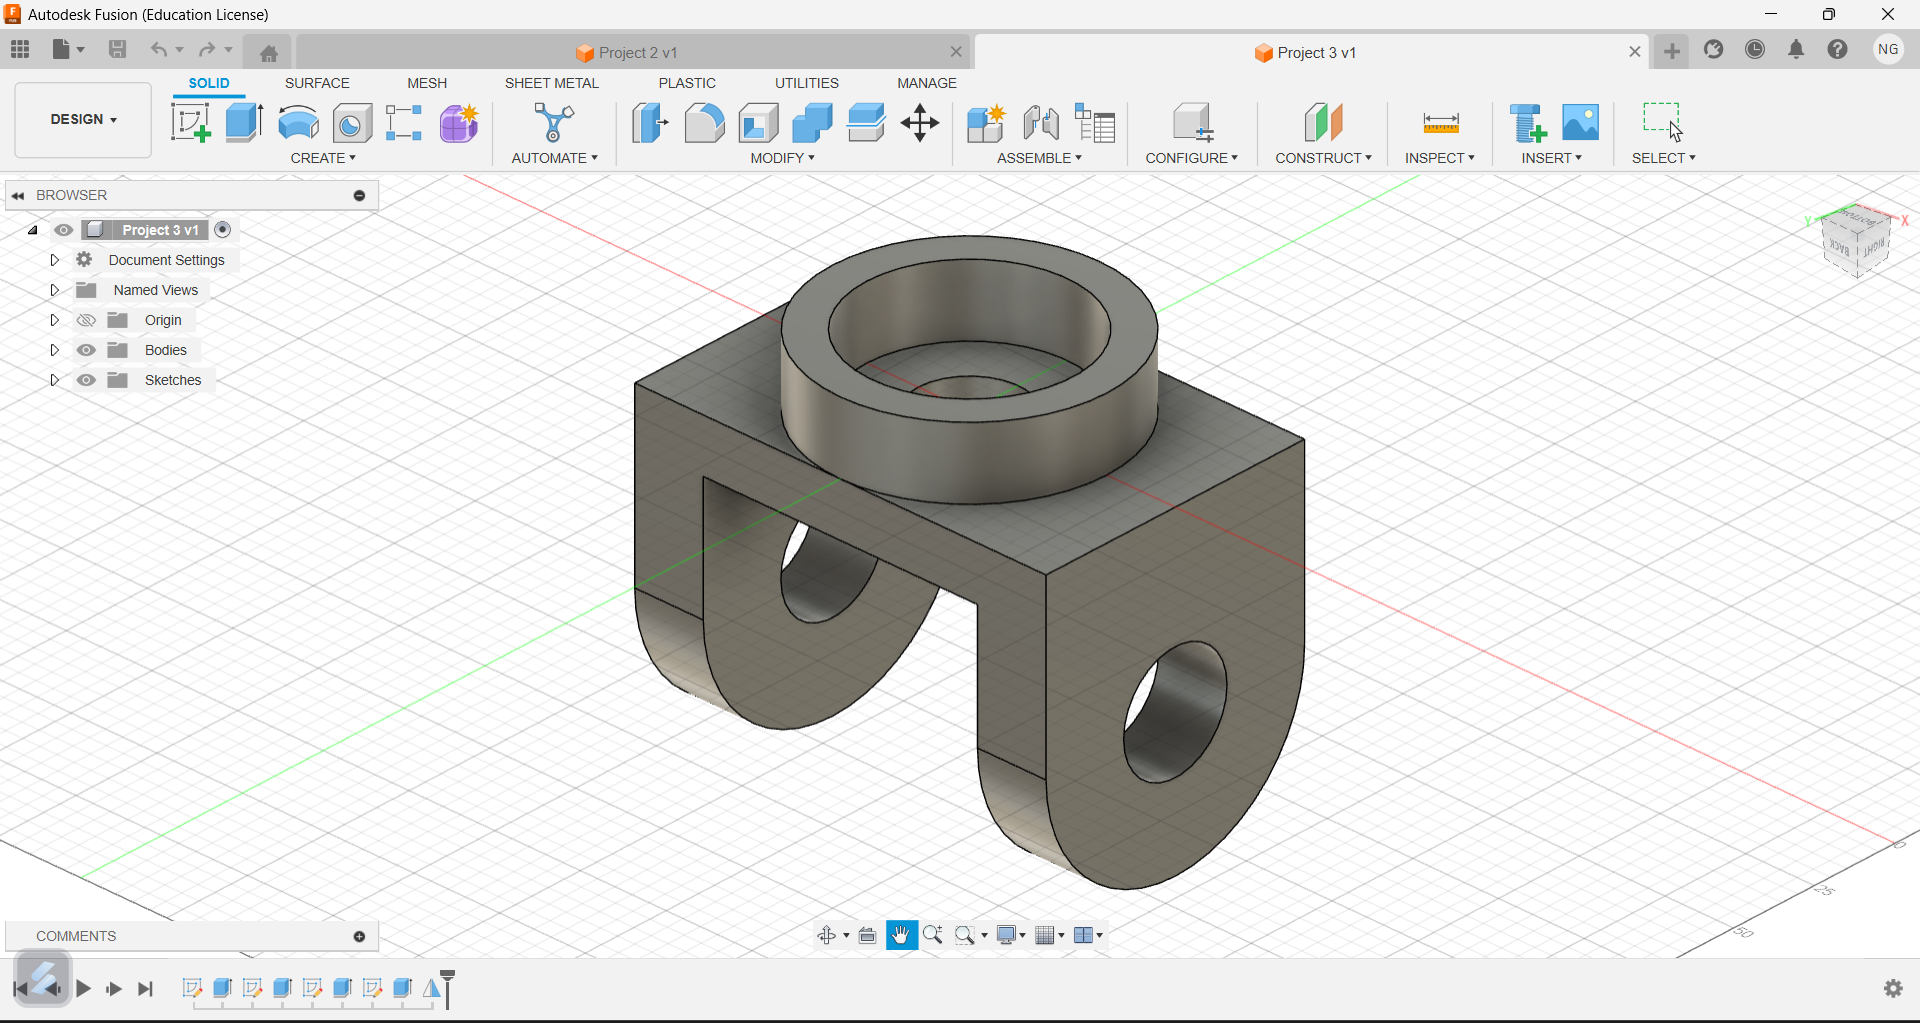 Autodesk Fusion (Education License)
Project 2 v1
Project 3 v1
NG
DESIGN
SOLID
SURFACE
MESH
SHEET METAL
PLASTIC
UTILITIES
MANAGE
CREATE
AUTOMATE
MODIFY
ASSEMBLE
CONFIGURE
CONSTRUCT
INSPECT
INSERT
SELECT
BROWSER
Project 3 v1
Document Settings
Named Views
Origin
Bodies
Sketches
Y
X
BOTTOM
BACK
RIGHT
0
25
50
COMMENTS